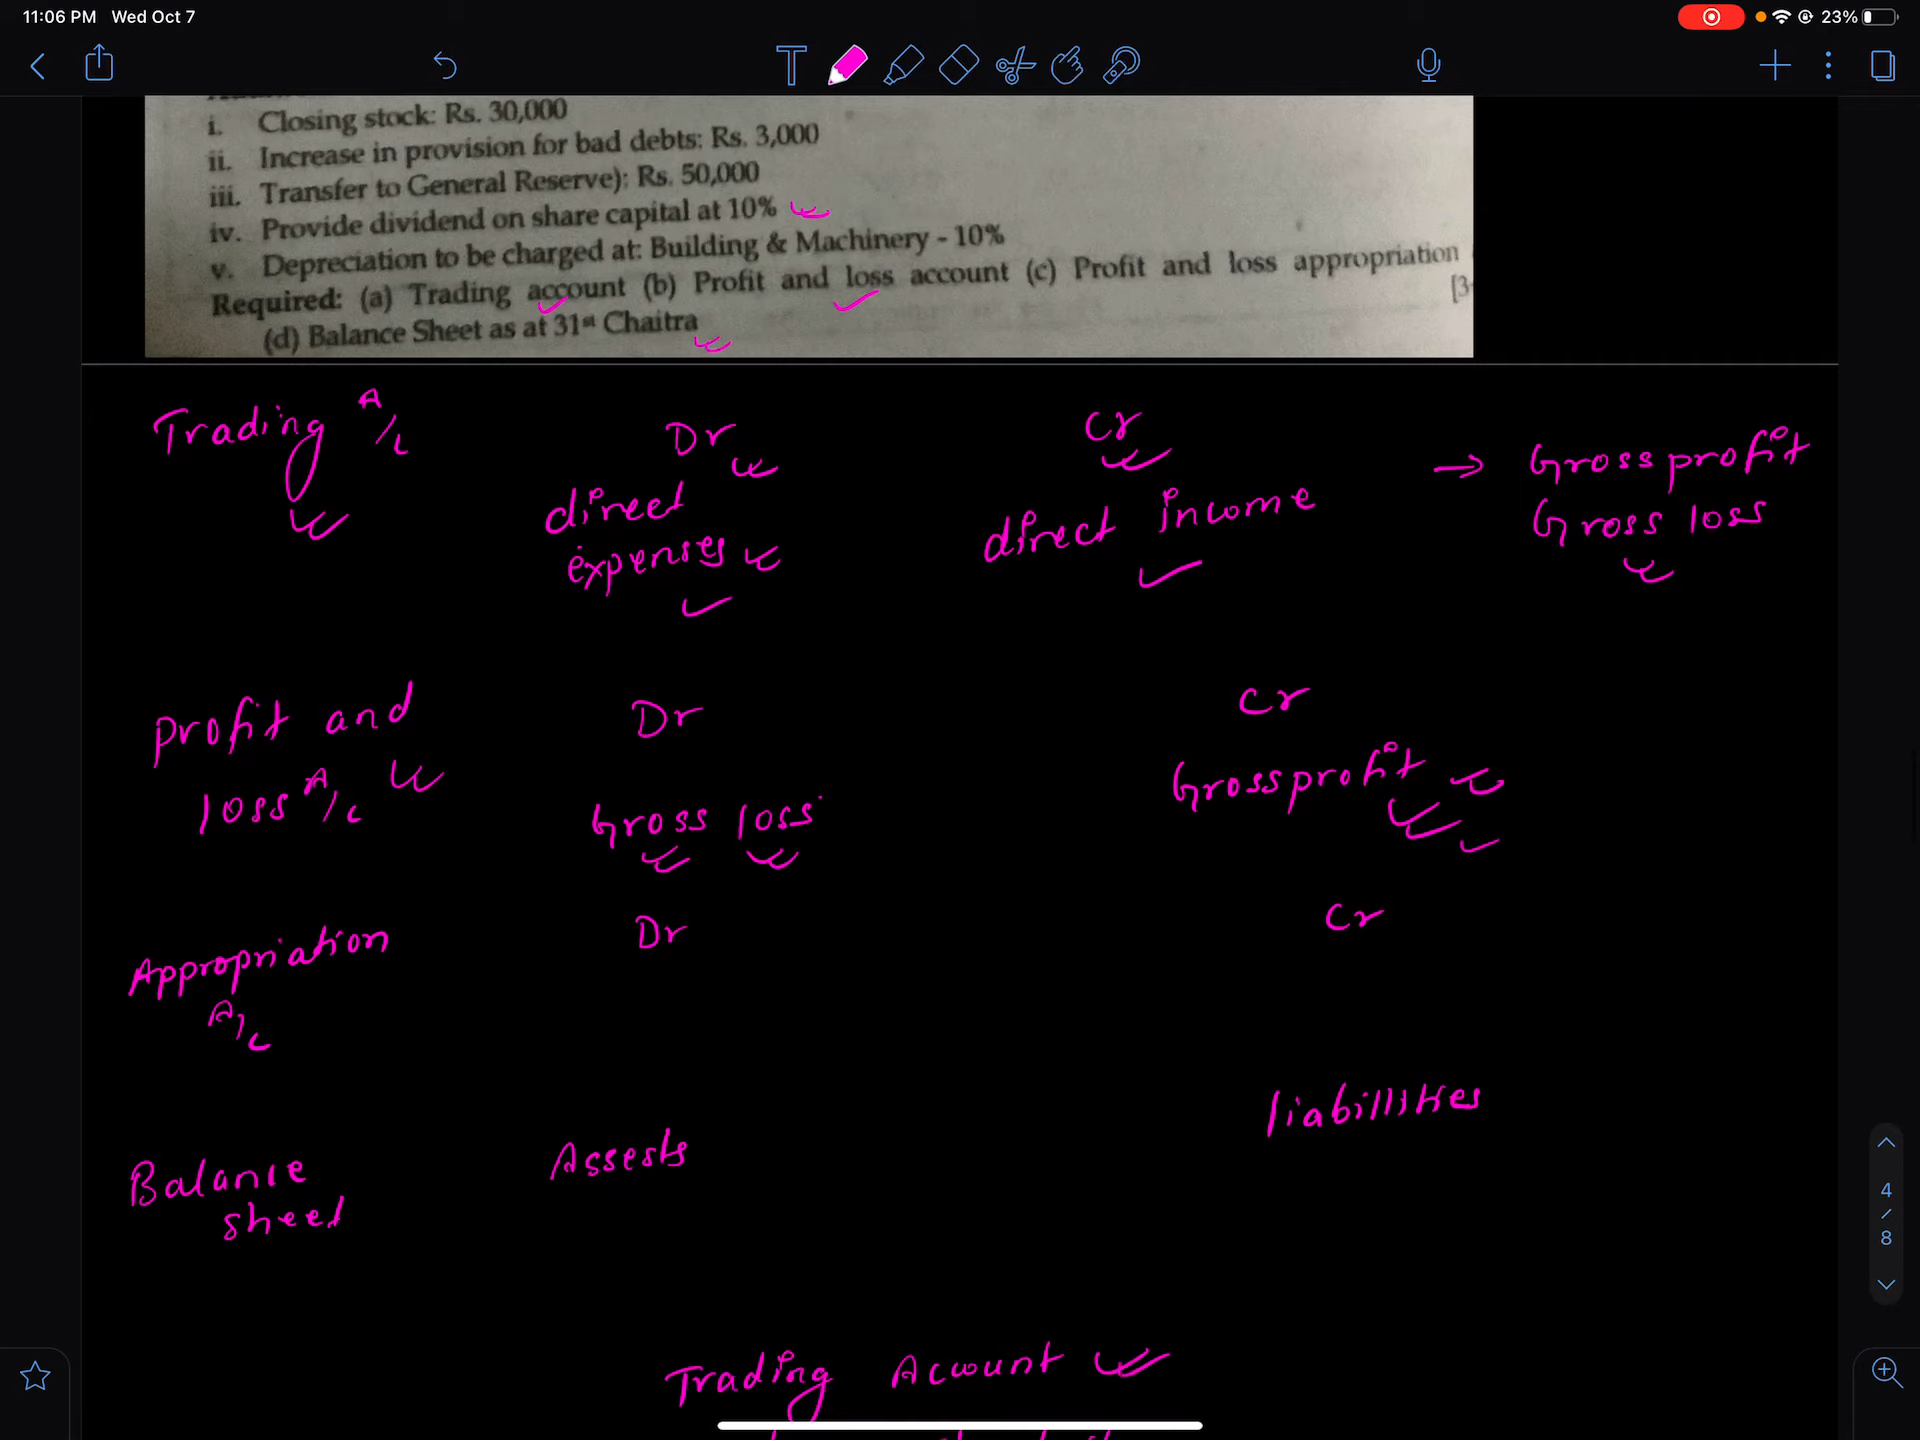 11:06 PM Wed Oct 7
23%
T
i. Closing stock: Rs. 30,000
ii. Increase in provision for bad debts: Rs. 3,000
iii. Transfer to General Reserve): Rs. 50,000
iv. Provide dividend on share capital at 10%
v. Depreciation to be charged at: Building & Machinery - 10%
Required: (a) Trading account (b) Profit and loss account (c) Profit and loss appropriation
[3
(d) Balance Sheet as at 31st Chaitra
Trading A/c Dr Cr → Gross profit
direct expenses direct income Gross loss
Profit and Dr Cr
loss A/c Gross loss Gross profit
Appropriation Dr Cr
A/c
liabillities
Balance Assests
sheet
Trading Account
4
/
8